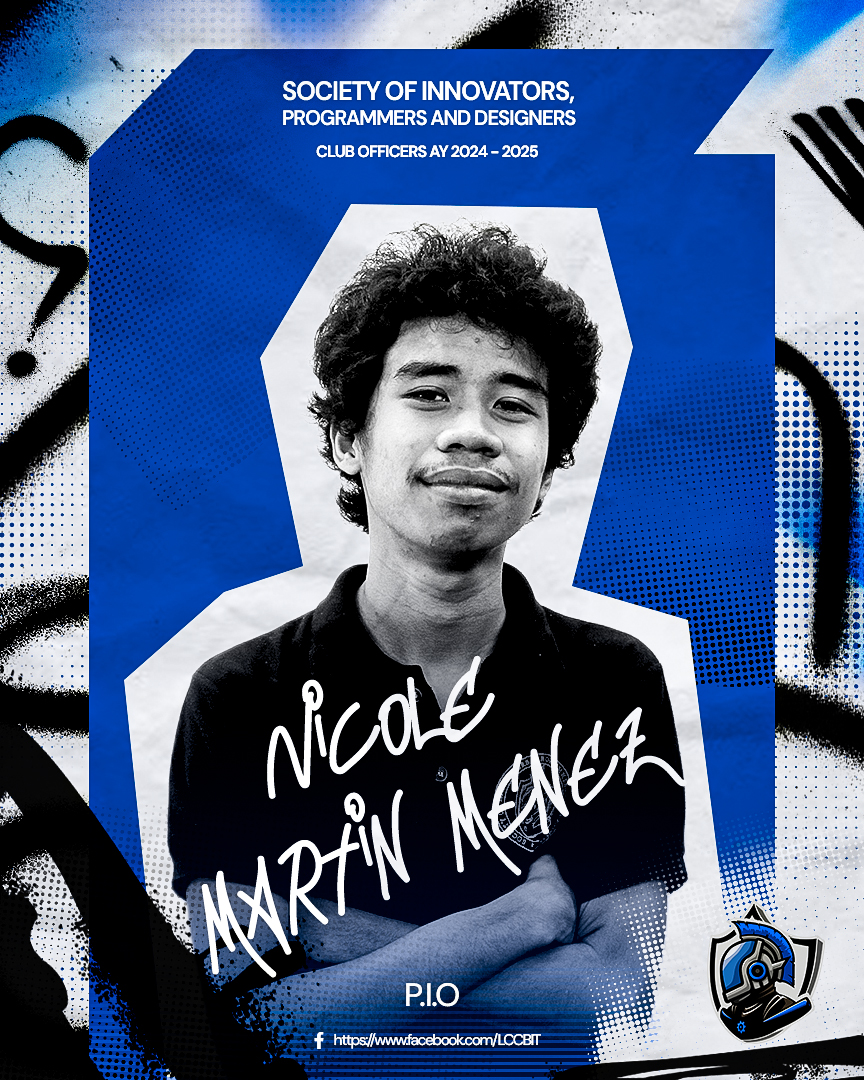 SOCIETY OF INNOVATORS,
PROGRAMMERS AND DESIGNERS
CLUB OFFICERS AY 2024 - 2025
NICOLE
MARTIN MENEZ
P.I.O
f https://www.facebook.com/LCCBIT